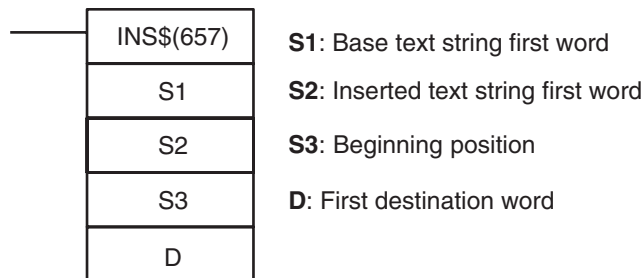 INS$(657)
S1
S2
S3
D
S1: Base text string first word
S2: Inserted text string first word
S3: Beginning position
D: First destination word